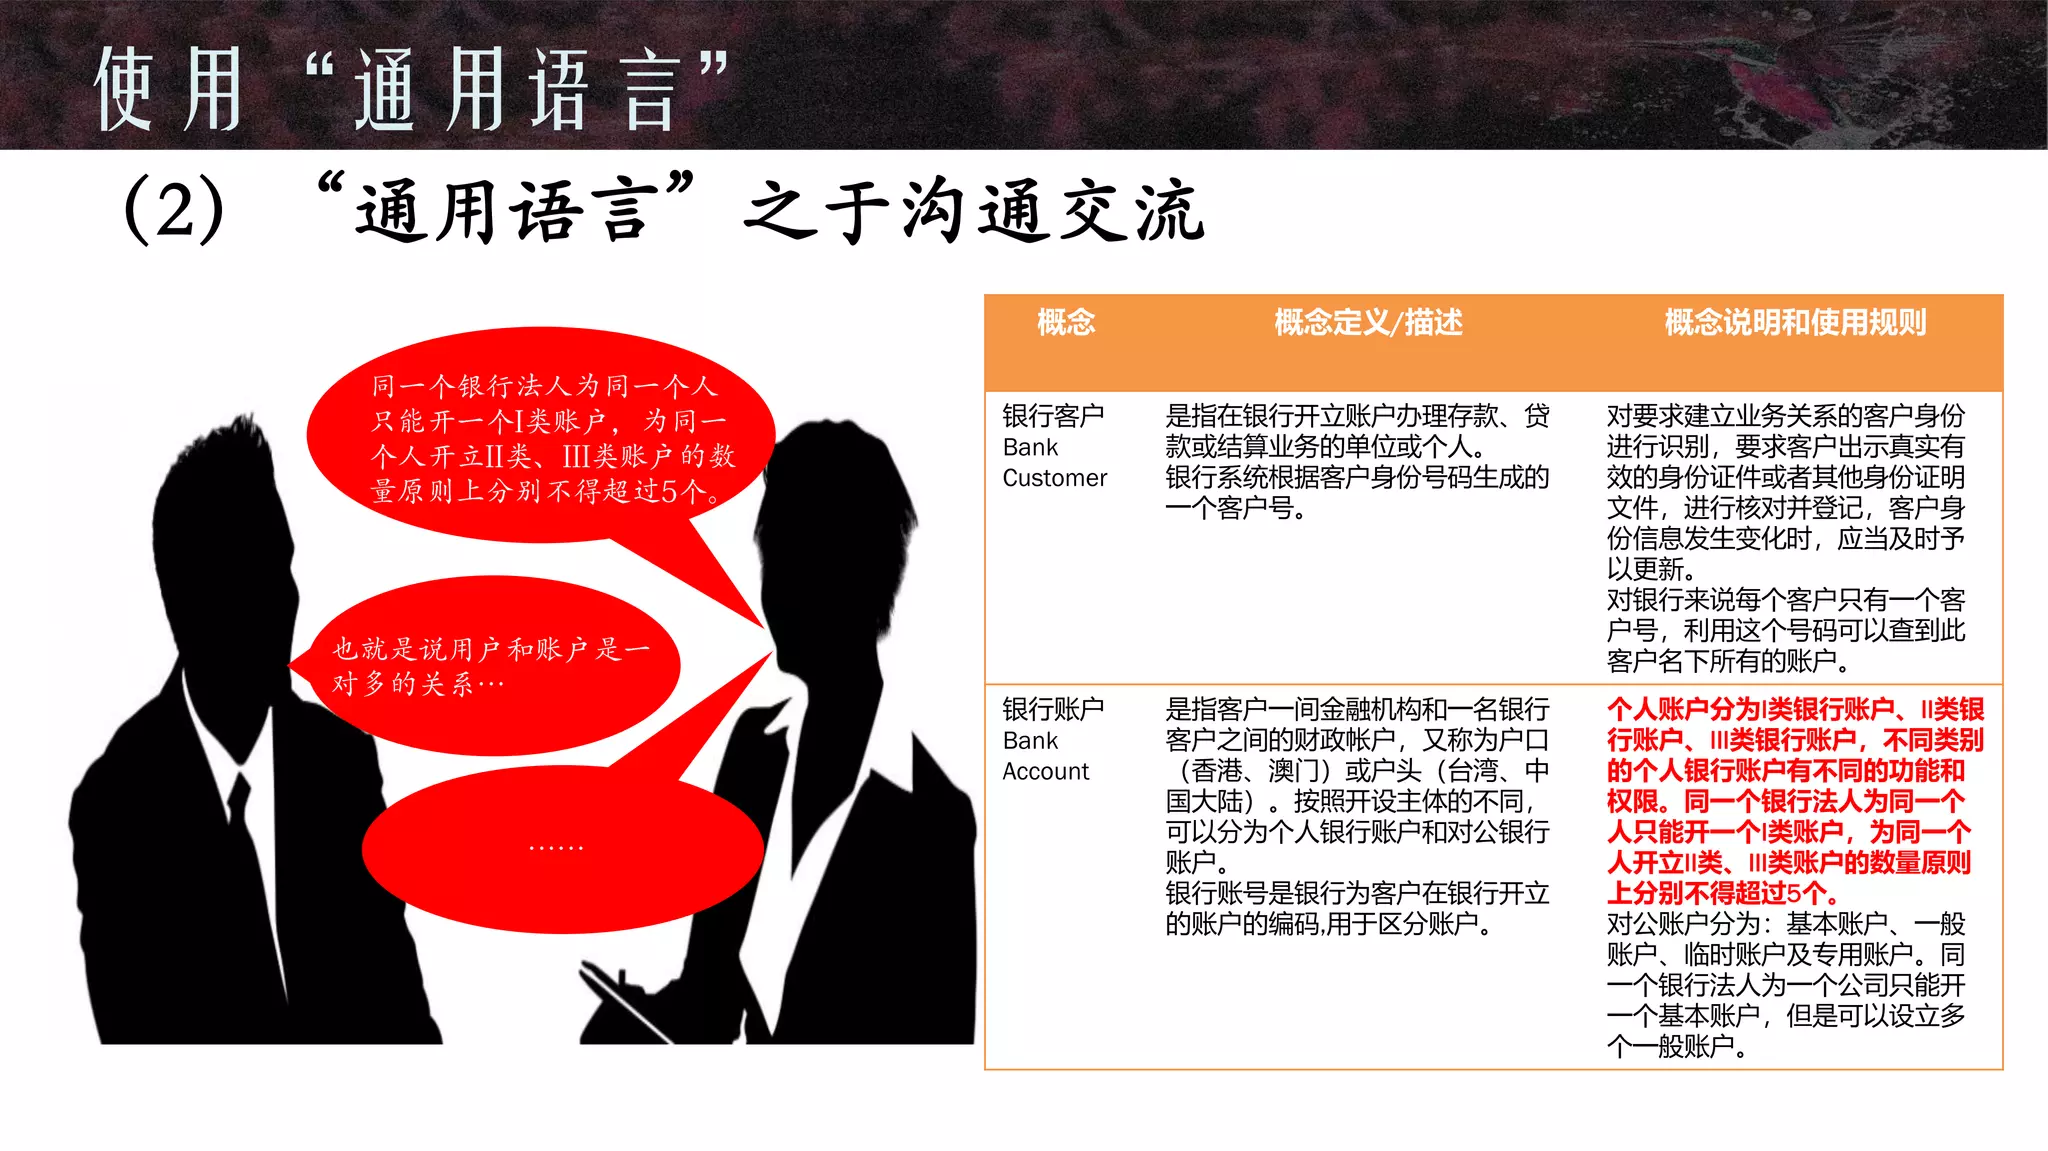 使用“通用语言”
（2）“通用语言”之于沟通交流
同一个银行法人为同一个人
只能开一个I类账户，为同一
个人开立II类、III类账户的数
量原则上分别不得超过5个。
也就是说用户和账户是一
对多的关系…
……
概念
概念定义/描述
概念说明和使用规则
银行客户
Bank
Customer
是指在银行开立账户办理存款、贷
款或结算业务的单位或个人。
银行系统根据客户身份号码生成的
一个客户号。
对要求建立业务关系的客户身份
进行识别，要求客户出示真实有
效的身份证件或者其他身份证明
文件，进行核对并登记，客户身
份信息发生变化时，应当及时予
以更新。
对银行来说每个客户只有一个客
户号，利用这个号码可以查到此
客户名下所有的账户。
银行账户
Bank
Account
是指客户一间金融机构和一名银行
客户之间的财政帐户，又称为户口
（香港、澳门）或户头（台湾、中
国大陆）。按照开设主体的不同，
可以分为个人银行账户和对公银行
账户。
银行账号是银行为客户在银行开立
的账户的编码,用于区分账户。
个人账户分为I类银行账户、II类银
行账户、III类银行账户，不同类别
的个人银行账户有不同的功能和
权限。同一个银行法人为同一个
人只能开一个I类账户，为同一个
人开立II类、III类账户的数量原则
上分别不得超过5个。
对公账户分为：基本账户、一般
账户、临时账户及专用账户。同
一个银行法人为一个公司只能开
一个基本账户，但是可以设立多
个一般账户。